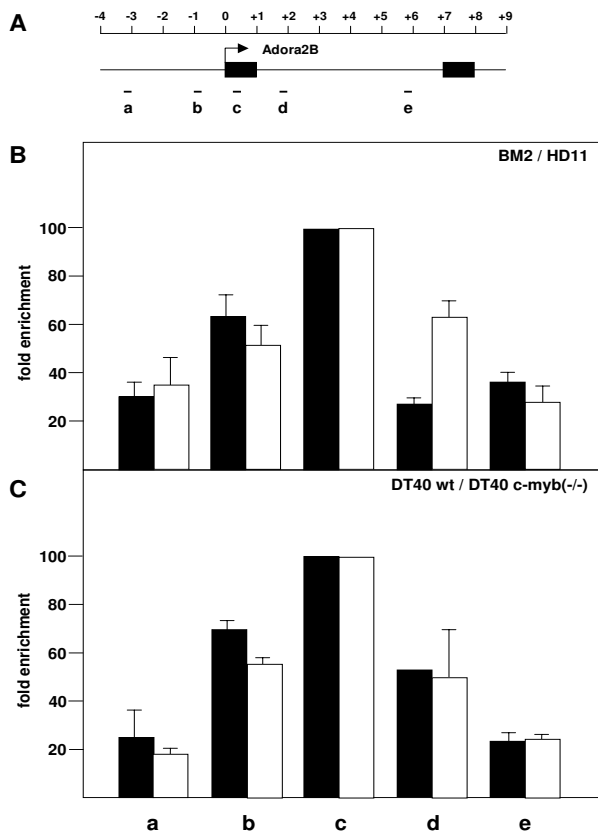 A
-4 -3 -2 -1 0 +1 +2 +3 +4 +5 +6 +7 +8 +9
Adora2B
a b c d e
B
BM2 / HD11
fold enrichment
100
80
60
40
20
C
DT40 wt / DT40 c-myb(-/-)
fold enrichment
100
80
60
40
20
a b c d e